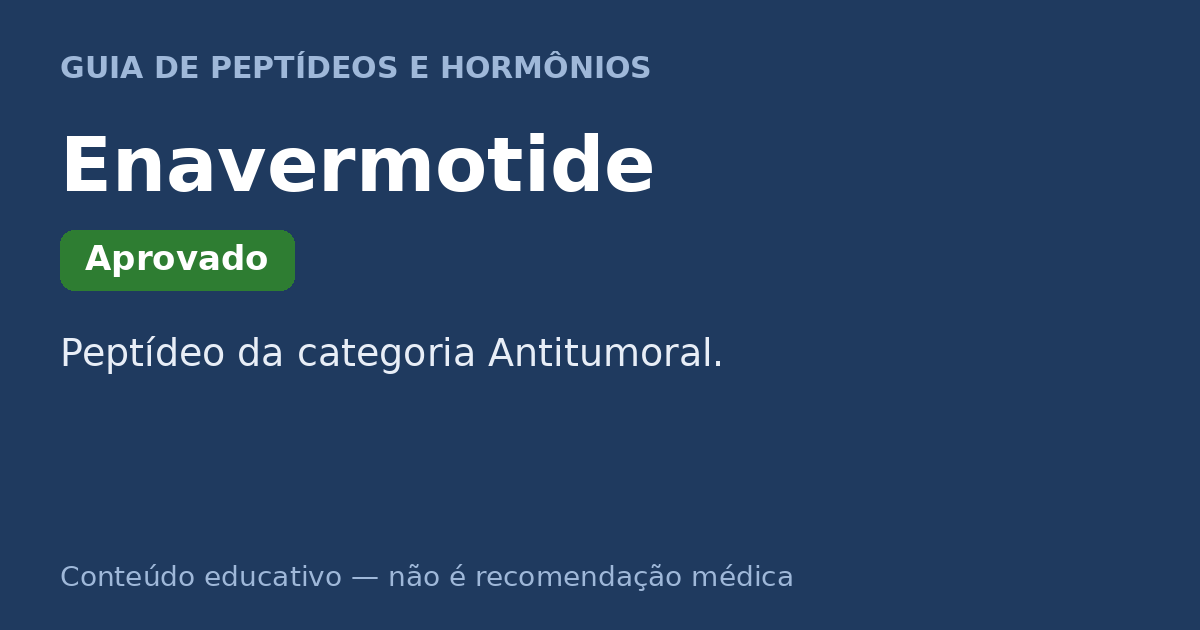 GUIA DE PEPTÍDEOS E HORMÔNIOS
Enavermotide
Aprovado
Peptídeo da categoria Antitumoral.
Conteúdo educativo — não é recomendação médica